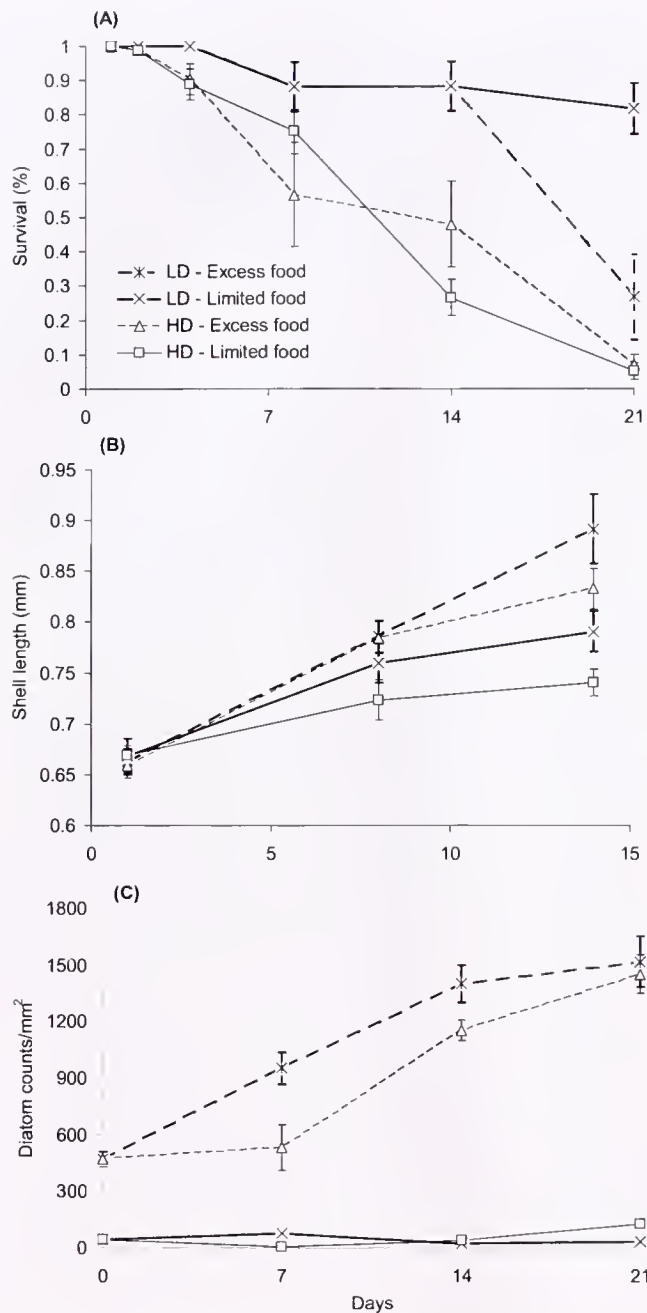 (A)
1
0.9
0.8
0.7
0.6
0.5
0.4
0.3
0.2
0.1
0
Survival (%)
LD - Excess food
LD - Limited food
HD - Excess food
HD - Limited food
0 7 14 21
(B)
0.95
0.9
0.85
0.8
0.75
0.7
0.65
0.6
Shell length (mm)
0 5 10 15
(C)
1800
1500
1200
900
600
300
0
Diatom counts/mm²
0 7 14 21
Days